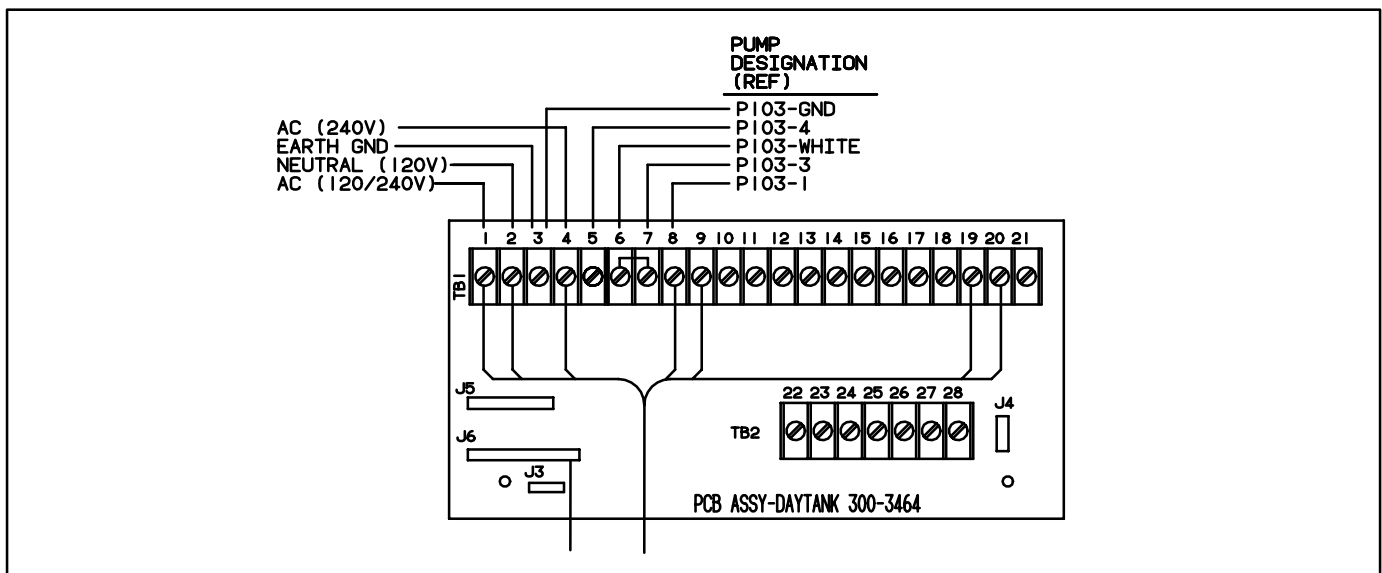 PUMP
DESIGNATION
(REF)
P103-GND
P103-4
P103-WHITE
P103-3
P103-1
AC (240V)
EARTH GND
NEUTRAL (120V)
AC (120/240V)
1 2 3 4 5 6 7 8 9 10 11 12 13 14 15 16 17 18 19 20 21
TB1
J5
22 23 24 25 26 27 28
J4
TB2
J6
J3
PCB ASSY-DAYTANK 300-3464